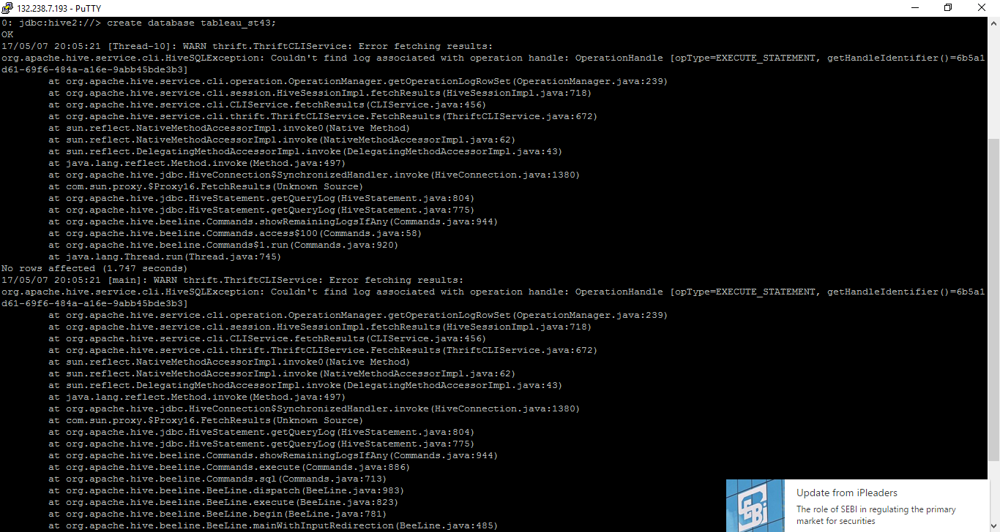 132.238.7.193 - PuTTY
0: jdbc:hive2://> create database tableau_st43;
OK
17/05/07 20:05:21 [Thread-10]: WARN thrift.ThriftCLIService: Error fetching results:
org.apache.hive.service.cli.HiveSQLException: Couldn't find log associated with operation handle: OperationHandle [opType=EXECUTE_STATEMENT, getHandleIdentifier()=6b5a1
d61-69f6-484a-a16e-9abb45bde3b3]
at org.apache.hive.service.cli.operation.OperationManager.getOperationLogRowSet(OperationManager.java:239)
at org.apache.hive.service.cli.session.HiveSessionImpl.fetchResults(HiveSessionImpl.java:718)
at org.apache.hive.service.cli.CLIService.fetchResults(CLIService.java:456)
at org.apache.hive.service.cli.thrift.ThriftCLIService.FetchResults(ThriftCLIService.java:672)
at sun.reflect.NativeMethodAccessorImpl.invoke0(Native Method)
at sun.reflect.NativeMethodAccessorImpl.invoke(NativeMethodAccessorImpl.java:62)
at sun.reflect.DelegatingMethodAccessorImpl.invoke(DelegatingMethodAccessorImpl.java:43)
at java.lang.reflect.Method.invoke(Method.java:497)
at org.apache.hive.jdbc.HiveConnection$SynchronizedHandler.invoke(HiveConnection.java:1380)
at com.sun.proxy.$Proxy16.FetchResults(Unknown Source)
at org.apache.hive.jdbc.HiveStatement.getQueryLog(HiveStatement.java:804)
at org.apache.hive.jdbc.HiveStatement.getQueryLog(HiveStatement.java:775)
at org.apache.hive.beeline.Commands.showRemainingLogsIfAny(Commands.java:944)
at org.apache.hive.beeline.Commands.access$100(Commands.java:58)
at org.apache.hive.beeline.Commands$1.run(Commands.java:920)
at java.lang.Thread.run(Thread.java:745)
No rows affected (1.747 seconds)
17/05/07 20:05:21 [main]: WARN thrift.ThriftCLIService: Error fetching results:
org.apache.hive.service.cli.HiveSQLException: Couldn't find log associated with operation handle: OperationHandle [opType=EXECUTE_STATEMENT, getHandleIdentifier()=6b5a1
d61-69f6-484a-a16e-9abb45bde3b3]
at org.apache.hive.service.cli.operation.OperationManager.getOperationLogRowSet(OperationManager.java:239)
at org.apache.hive.service.cli.session.HiveSessionImpl.fetchResults(HiveSessionImpl.java:718)
at org.apache.hive.service.cli.CLIService.fetchResults(CLIService.java:456)
at org.apache.hive.service.cli.thrift.ThriftCLIService.FetchResults(ThriftCLIService.java:672)
at sun.reflect.NativeMethodAccessorImpl.invoke0(Native Method)
at sun.reflect.NativeMethodAccessorImpl.invoke(NativeMethodAccessorImpl.java:62)
at sun.reflect.DelegatingMethodAccessorImpl.invoke(DelegatingMethodAccessorImpl.java:43)
at java.lang.reflect.Method.invoke(Method.java:497)
at org.apache.hive.jdbc.HiveConnection$SynchronizedHandler.invoke(HiveConnection.java:1380)
at com.sun.proxy.$Proxy16.FetchResults(Unknown Source)
at org.apache.hive.jdbc.HiveStatement.getQueryLog(HiveStatement.java:804)
at org.apache.hive.jdbc.HiveStatement.getQueryLog(HiveStatement.java:775)
at org.apache.hive.beeline.Commands.showRemainingLogsIfAny(Commands.java:944)
at org.apache.hive.beeline.Commands.execute(Commands.java:886)
at org.apache.hive.beeline.Commands.sql(Commands.java:713)
at org.apache.hive.beeline.BeeLine.dispatch(BeeLine.java:983)
at org.apache.hive.beeline.BeeLine.execute(BeeLine.java:823)
at org.apache.hive.beeline.BeeLine.begin(BeeLine.java:781)
at org.apache.hive.beeline.BeeLine.mainWithInputRedirection(BeeLine.java:485)
SEBI
Update from iPleaders
The role of SEBI in regulating the primary
market for securities